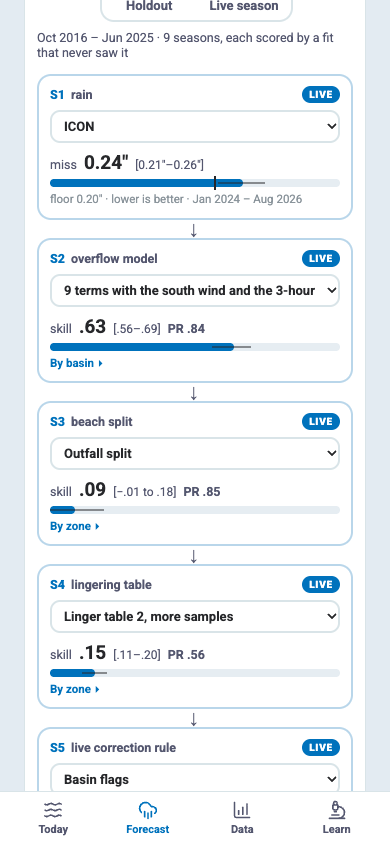 Holdout Live season
Oct 2016 – Jun 2025 · 9 seasons, each scored by a fit
that never saw it
S1 rain LIVE
ICON
miss 0.24" [0.21"–0.26"]
floor 0.20" · lower is better · Jan 2024 – Aug 2026
↓
S2 overflow model LIVE
9 terms with the south wind and the 3-hour
skill .63 [.56–.69] PR .84
By basin
↓
S3 beach split LIVE
Outfall split
skill .09 [−.01 to .18] PR .85
By zone
↓
S4 lingering table LIVE
Linger table 2, more samples
skill .15 [.11–.20] PR .56
By zone
↓
S5 live correction rule LIVE
Basin flags
Today Forecast Data Learn